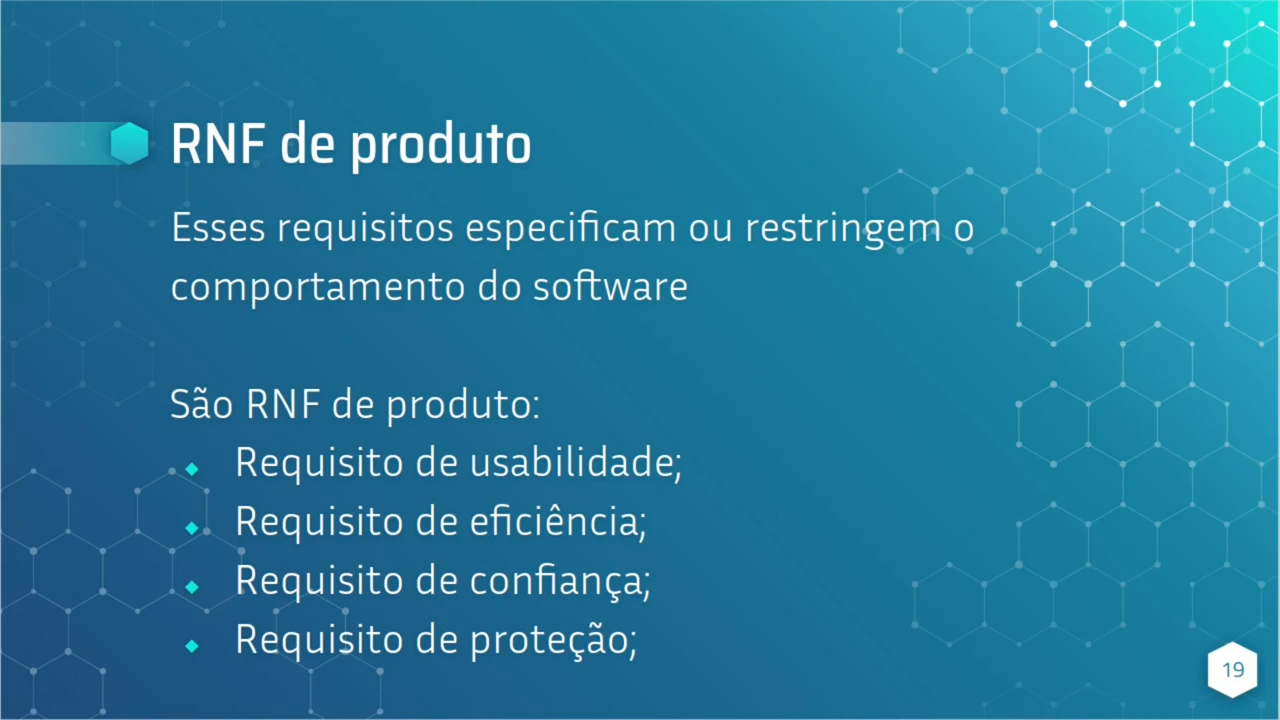 RNF de produto
Esses requisitos especificam ou restringem o
comportamento do software
São RNF de produto:
Requisito de usabilidade;
Requisito de eficiência;
Requisito de confiança;
Requisito de proteção;
19